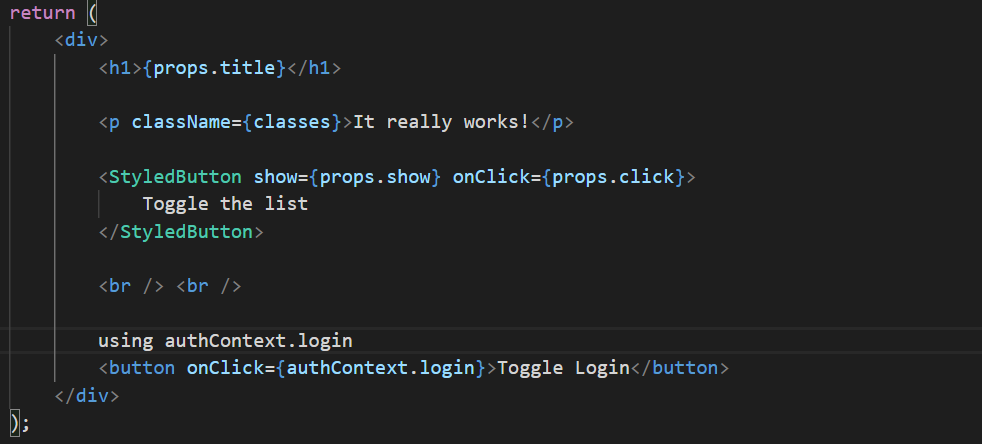 return (
<div>
<h1>{props.title}</h1>
<p className={classes}>It really works!</p>
<StyledButton show={props.show} onClick={props.click}>
Toggle the list
</StyledButton>
<br /> <br />
using authContext.login
<button onClick={authContext.login}>Toggle Login</button>
</div>
);